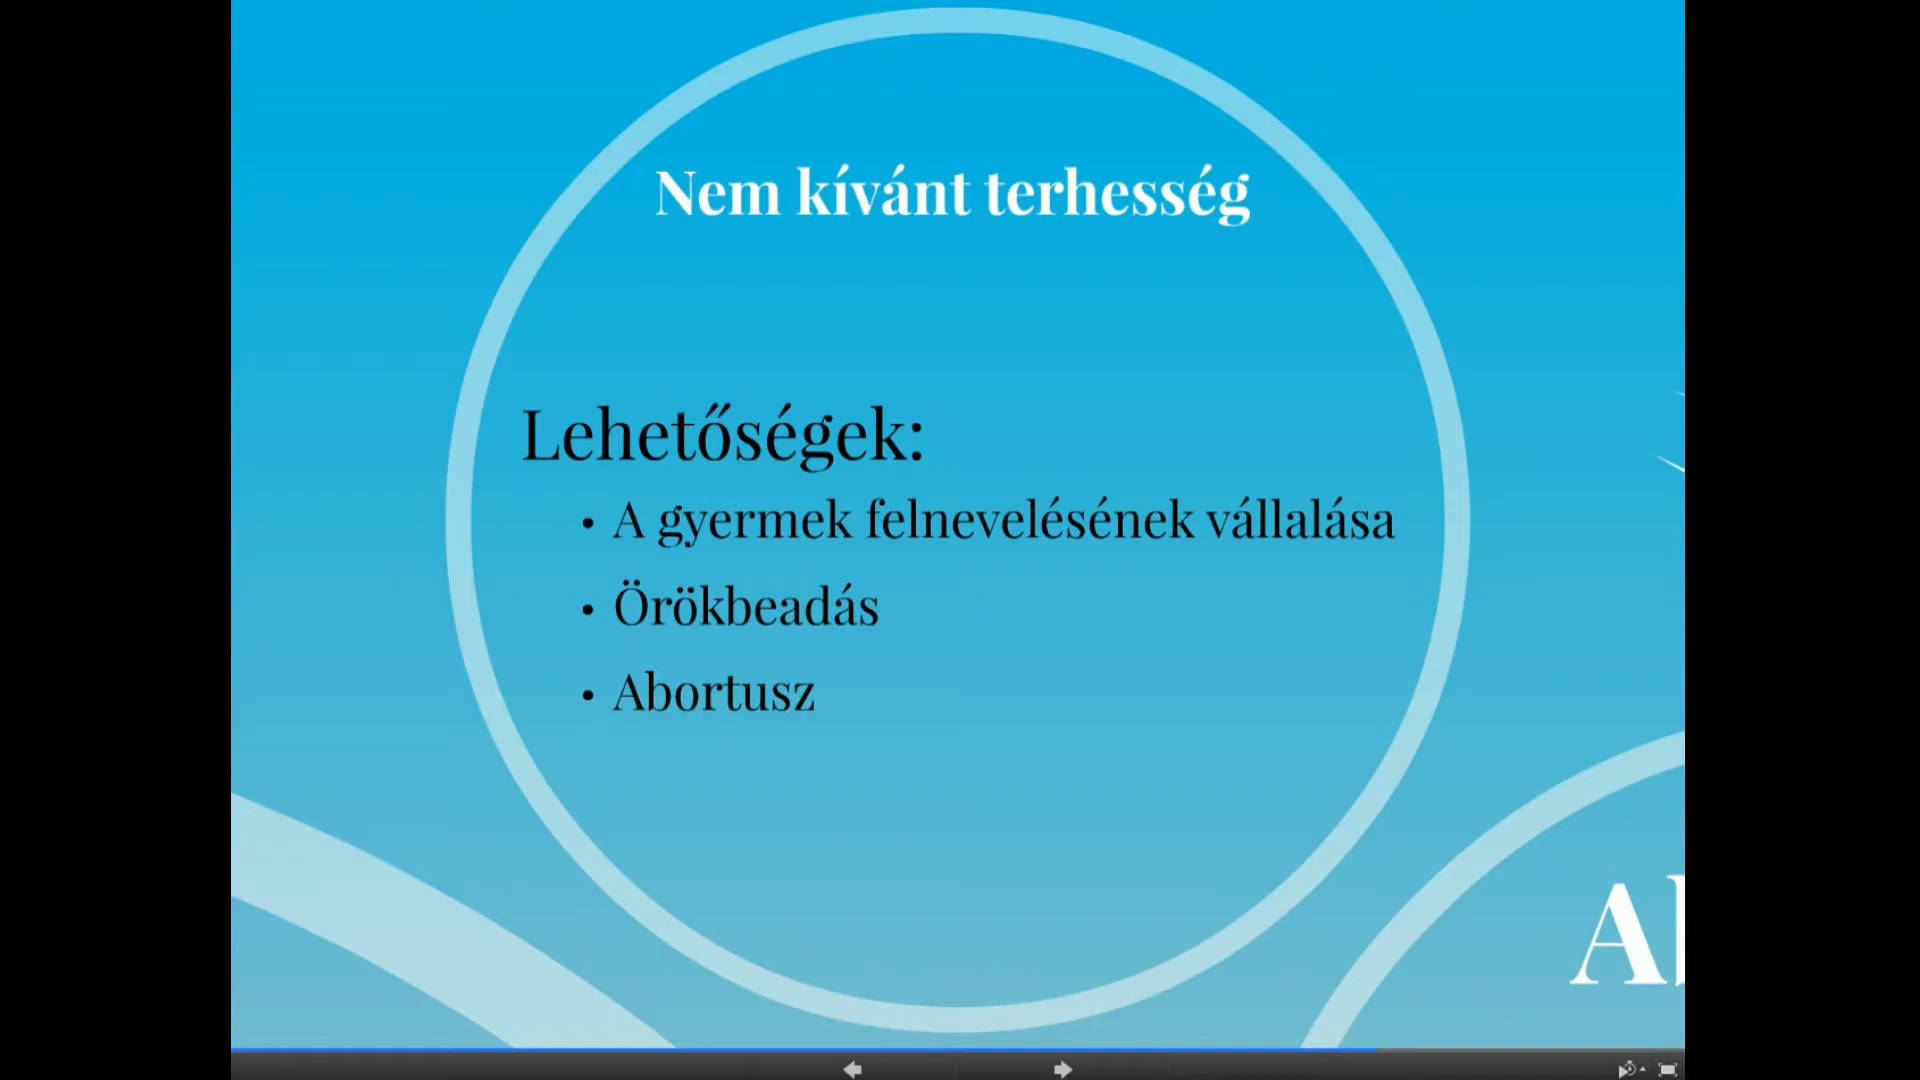 Nem kívánt terhesség
Lehetőségek:
• A gyermek felnevelésének vállalása
• Örökbeadás
• Abortusz